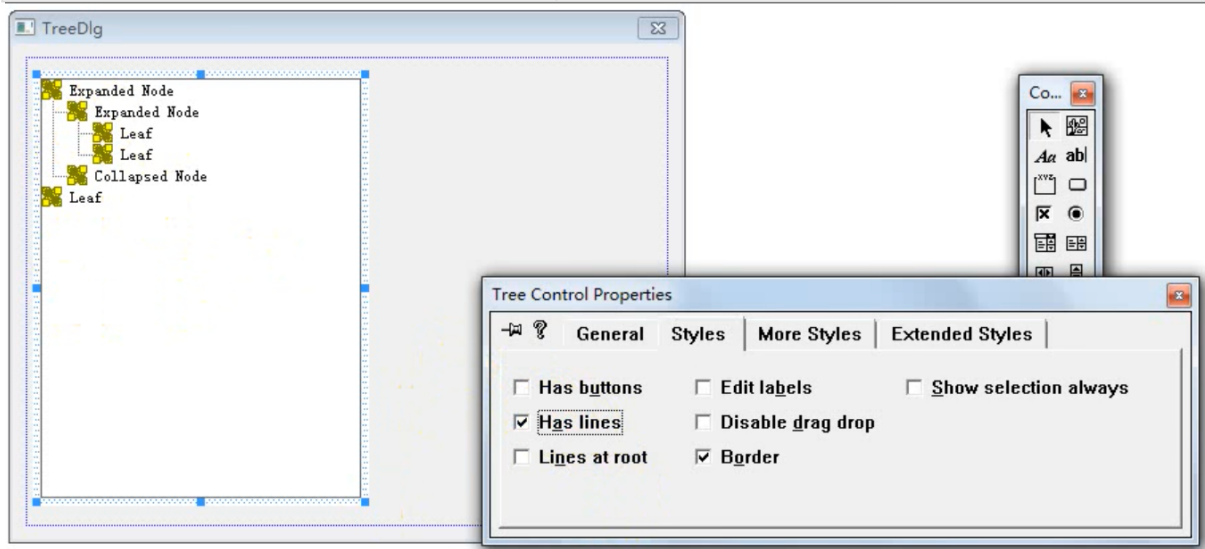 TreeDlg
Expanded Node
Expanded Node
Leaf
Leaf
Collapsed Node
Leaf
Co...
Aa ab|
XYZ
Tree Control Properties
? General Styles More Styles Extended Styles
Has buttons Edit labels Show selection always
Has lines Disable drag drop
Lines at root Border